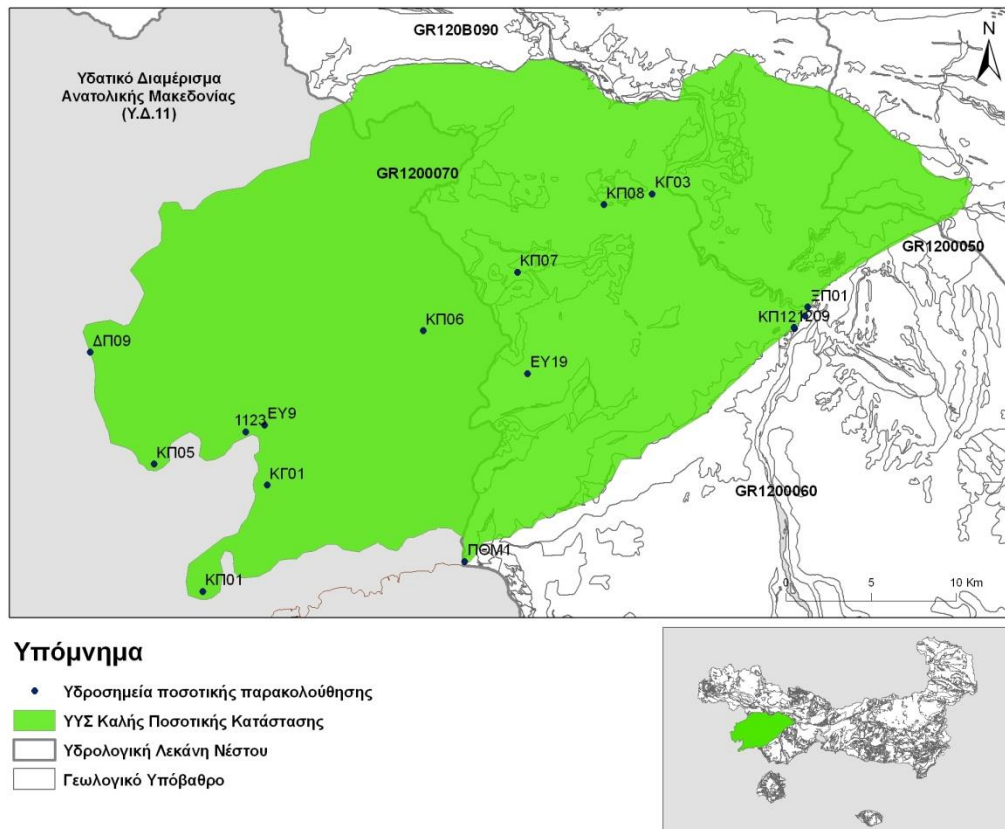 GR120B090
N
Υδατικό Διαμέρισμα
Ανατολικής Μακεδονίας
(Υ.Δ.11)
GR1200070
ΚΓ03
ΚΠ08
GR1200050
ΚΠ07
ΞΠ01
ΚΠ121209
ΚΠ06
ΔΠ09
ΕΥ19
ΕΥ9
1123
ΚΠ05
ΚΓ01
GR1200060
ΠΘΜ1
ΚΠ01
0 5 10 Km
Υπόμνημα
Υδροσημεία ποσοτικής παρακολούθησης
ΥΥΣ Καλής Ποσοτικής Κατάστασης
Υδρολογική Λεκάνη Νέστου
Γεωλογικό Υπόβαθρο